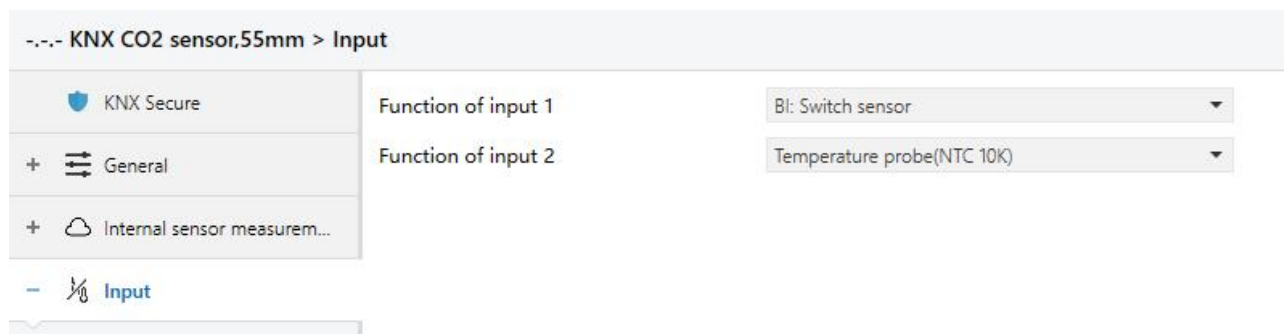 -.-.- KNX CO2 sensor,55mm > Input
KNX Secure
Function of input 1
BI: Switch sensor
+ General
Function of input 2
Temperature probe(NTC 10K)
+ Internal sensor measurem...
− Input